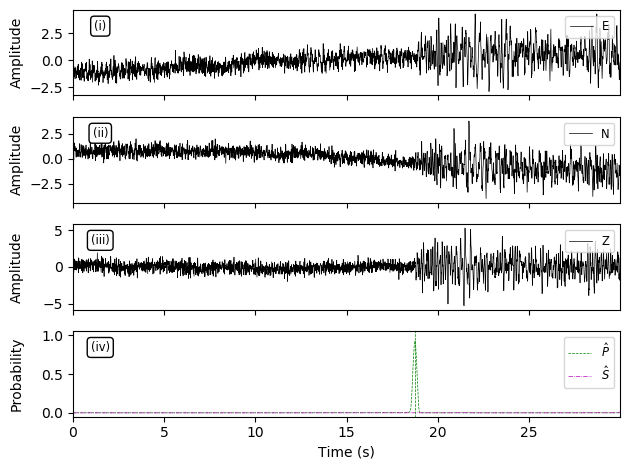 (i)
E
Amplitude
2.5
0.0
−2.5
(ii)
N
Amplitude
2.5
0.0
−2.5
(iii)
Z
Amplitude
5
0
−5
(iv)
P̂
Ŝ
Probability
1.0
0.5
0.0
0 5 10 15 20 25
Time (s)